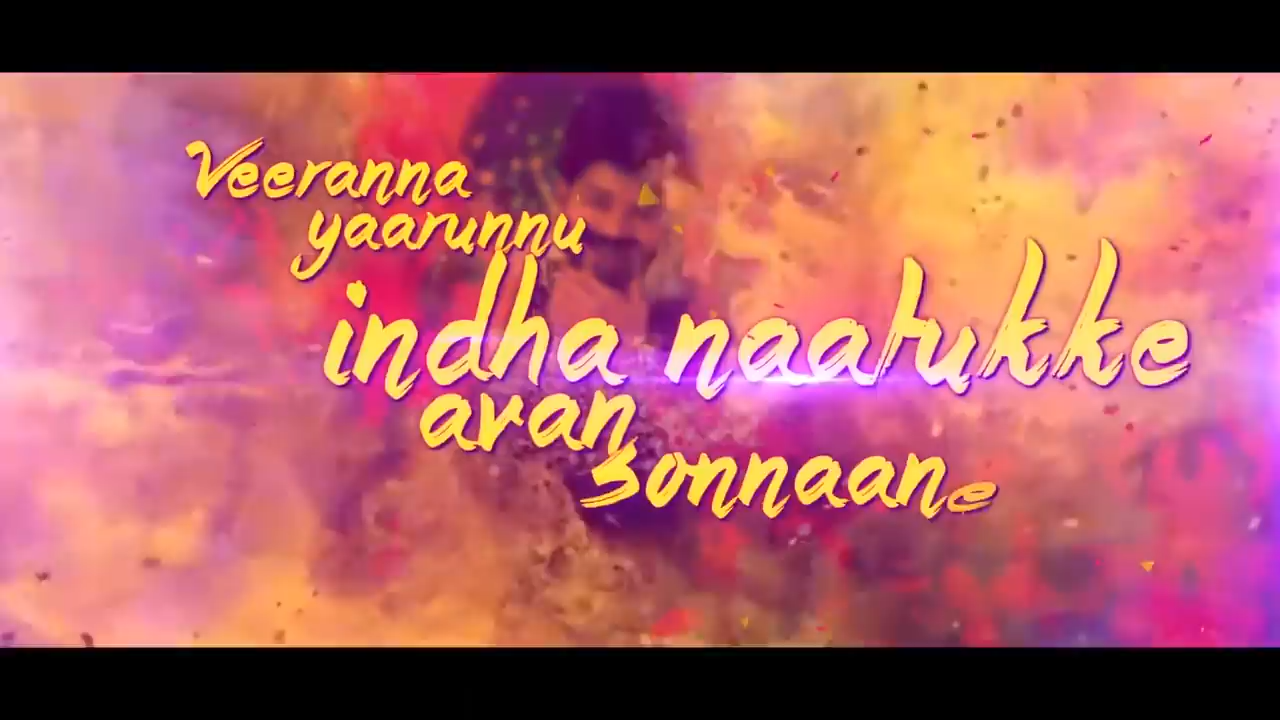 Veeranna
yaarunnu
indha naatukke
avan
sonnaane